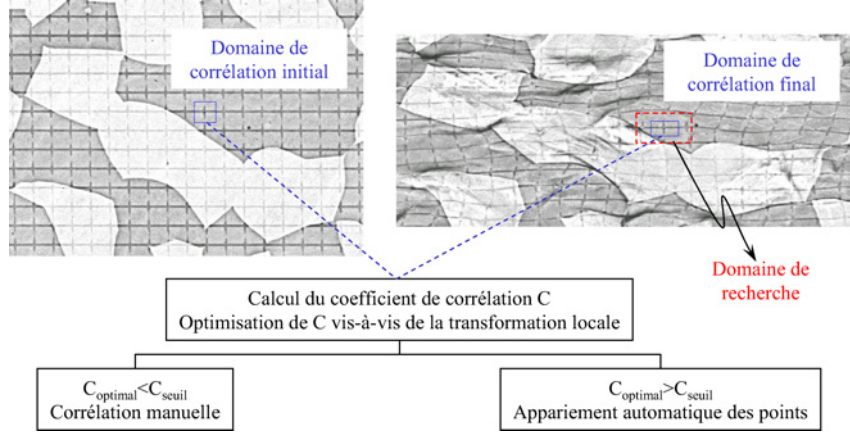 Domaine de
corrélation initial
Domaine de
corrélation final
Domaine de
recherche
Calcul du coefficient de corrélation C
Optimisation de C vis-à-vis de la transformation locale
Coptimal<Cseuil
Corrélation manuelle
Coptimal>Cseuil
Appariement automatique des points